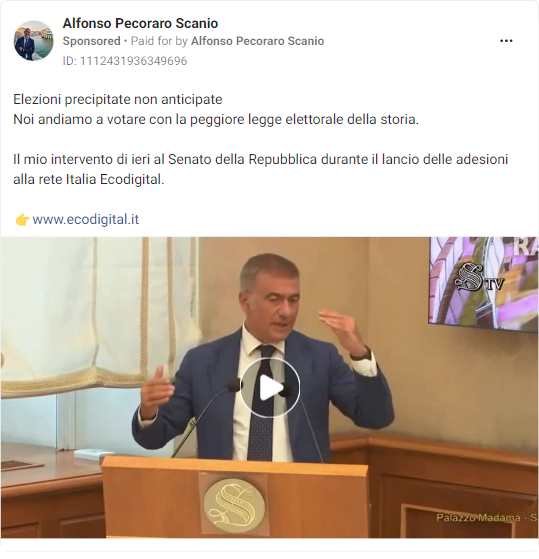 Alfonso Pecoraro Scanio
Sponsored • Paid for by Alfonso Pecoraro Scanio
ID: 1112431936349696
Elezioni precipitate non anticipate
Noi andiamo a votare con la peggiore legge elettorale della storia.
Il mio intervento di ieri al Senato della Repubblica durante il lancio delle adesioni
alla rete Italia Ecodigital.
👉 www.ecodigital.it
RA
S TV
S
Palazzo Madama - S